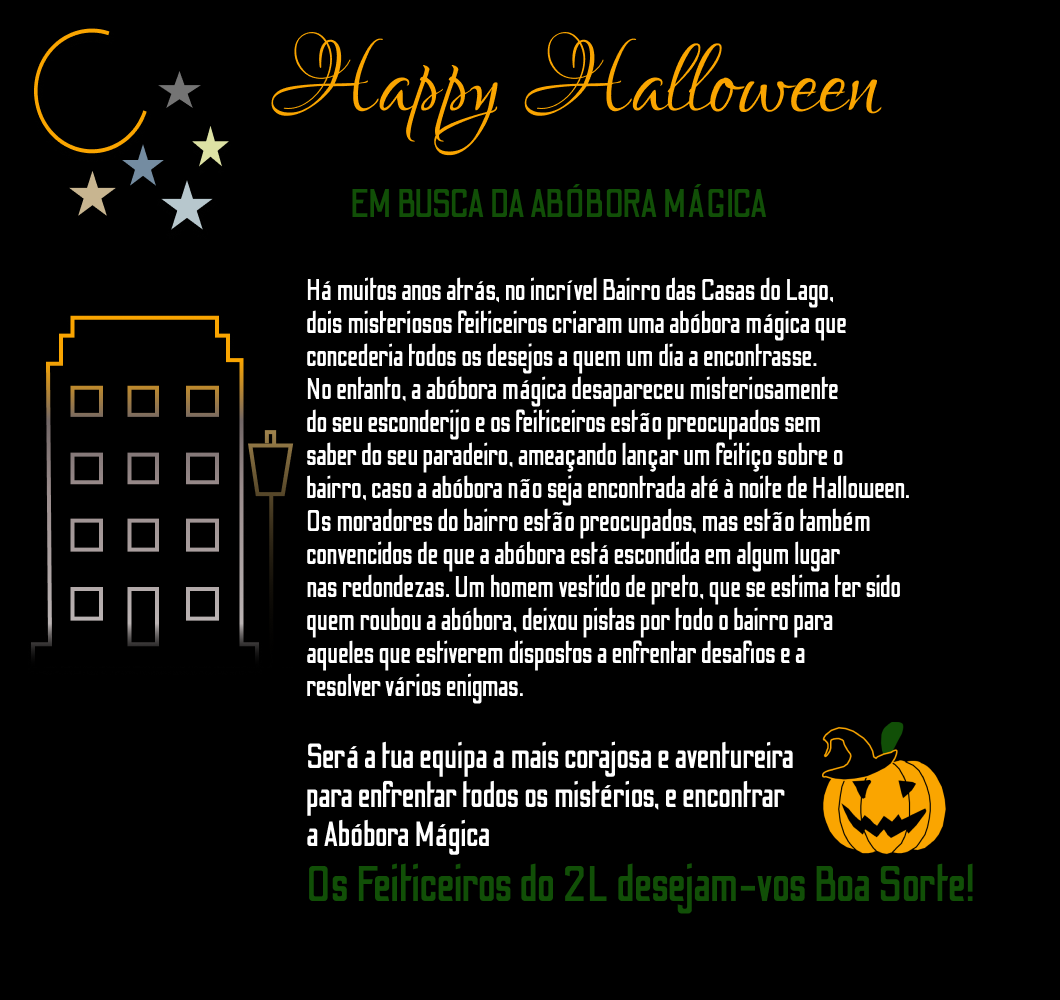 Happy Halloween
EM BUSCA DA ABÓBORA MÁGICA
Há muitos anos atrás, no incrível Bairro das Casas do Lago,
dois misteriosos feiticeiros criaram uma abóbora mágica que
concederia todos os desejos a quem um dia a encontrasse.
No entanto, a abóbora mágica desapareceu misteriosamente
do seu esconderijo e os feiticeiros estão preocupados sem
saber do seu paradeiro, ameaçando lançar um feitiço sobre o
bairro, caso a abóbora não seja encontrada até à noite de Halloween.
Os moradores do bairro estão preocupados, mas estão também
convencidos de que a abóbora está escondida em algum lugar
nas redondezas. Um homem vestido de preto, que se estima ter sido
quem roubou a abóbora, deixou pistas por todo o bairro para
aqueles que estiverem dispostos a enfrentar desafios e a
resolver vários enigmas.
Será a tua equipa a mais corajosa e aventureira
para enfrentar todos os mistérios, e encontrar
a Abóbora Mágica
Os Feiticeiros do 2L desejam-vos Boa Sorte!